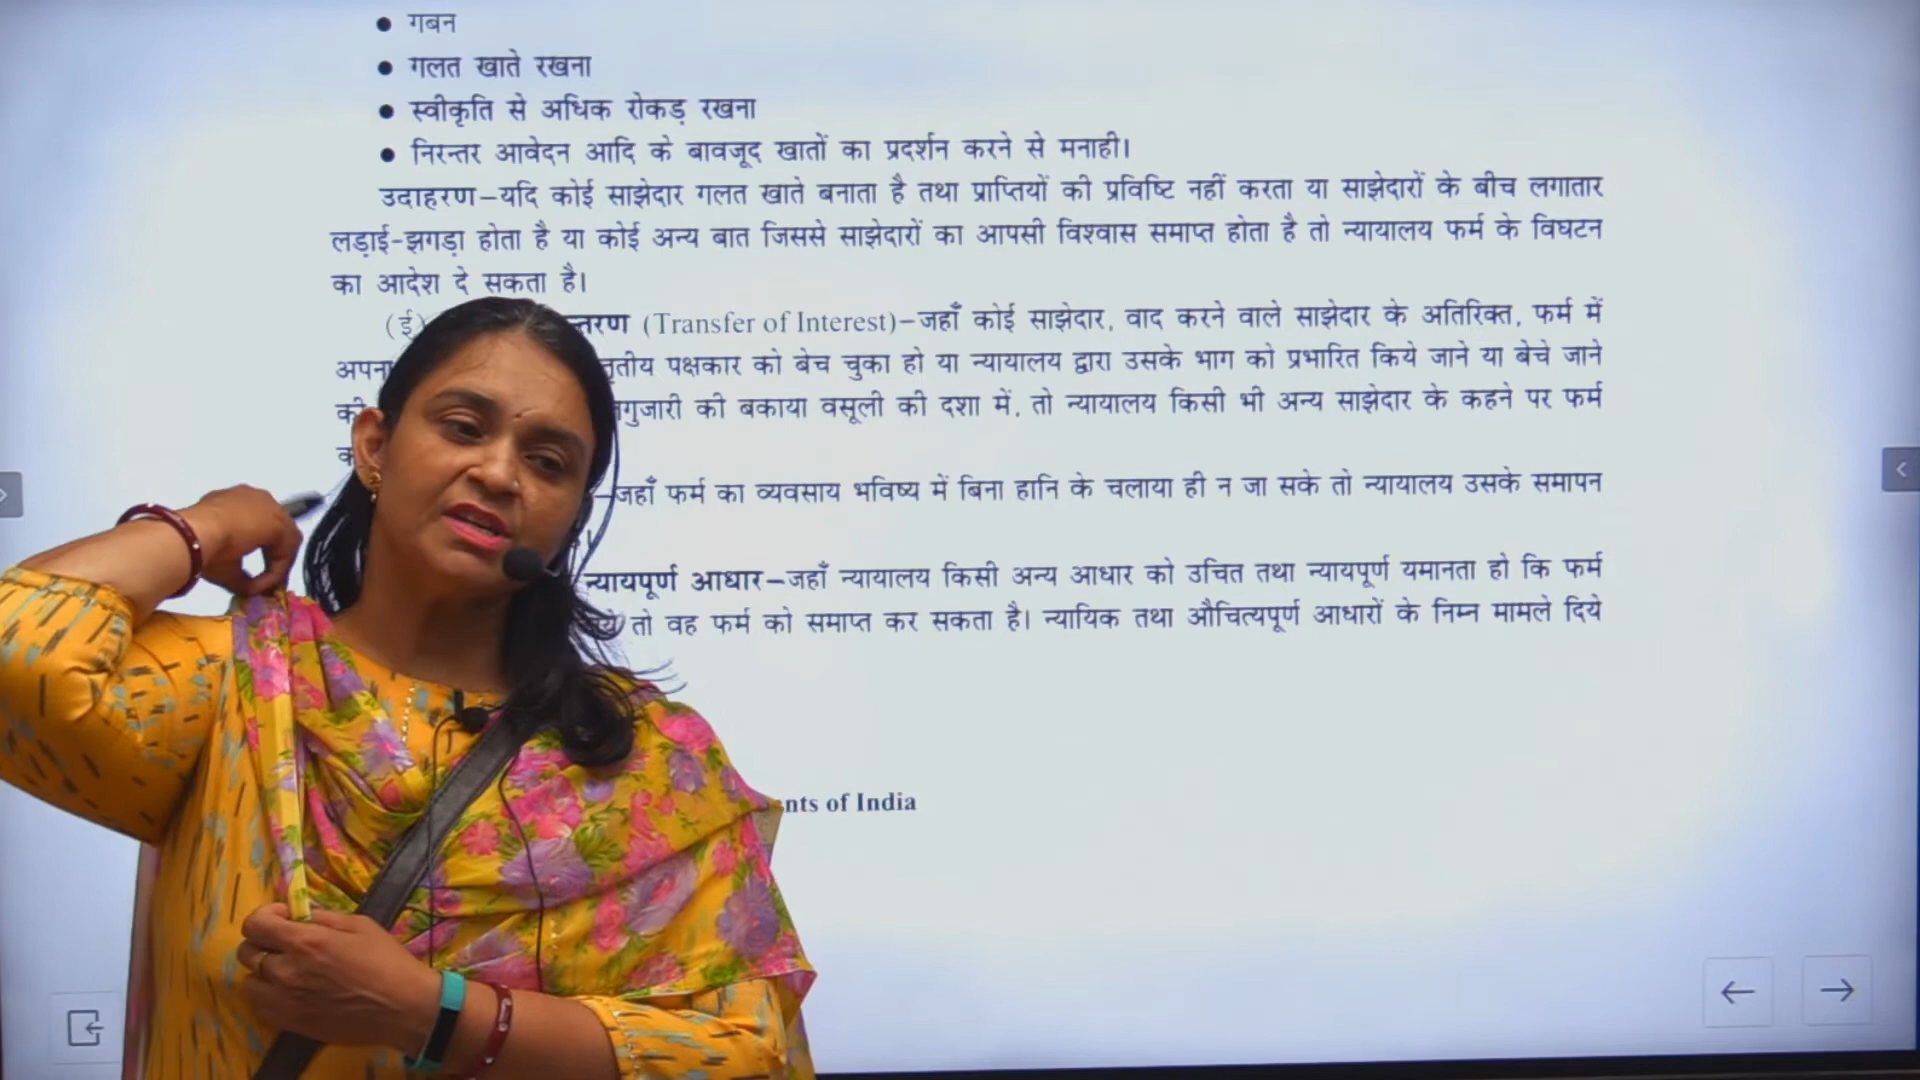 गबन
गलत खाते रखना
स्वीकृति से अधिक रोकड़ रखना
निरन्तर आवेदन आदि के बावजूद खातों का प्रदर्शन करने से मनाही।
उदाहरण–यदि कोई साझेदार गलत खाते बनाता है तथा प्राप्तियों की प्रविष्टि नहीं करता या साझेदारों के बीच लगातार
लड़ाई-झगड़ा होता है या कोई अन्य बात जिससे साझेदारों का आपसी विश्वास समाप्त होता है तो न्यायालय फर्म के विघटन
का आदेश दे सकता है।
(ई) (Transfer of Interest)–जहाँ कोई साझेदार, वाद करने वाले साझेदार के अतिरिक्त, फर्म में
पक्षकार को बेच चुका हो या न्यायालय द्वारा उसके भाग को प्रभारित किये जाने या बेचे जाने
की बकाया वसूली की दशा में, तो न्यायालय किसी भी अन्य साझेदार के कहने पर फर्म
–जहाँ फर्म का व्यवसाय भविष्य में बिना हानि के चलाया ही न जा सके तो न्यायालय उसके समापन
न्यायपूर्ण आधार–जहाँ न्यायालय किसी अन्य आधार को उचित तथा न्यायपूर्ण यमानता हो कि फर्म
तो वह फर्म को समाप्त कर सकता है। न्यायिक तथा औचित्यपूर्ण आधारों के निम्न मामले दिये
of India